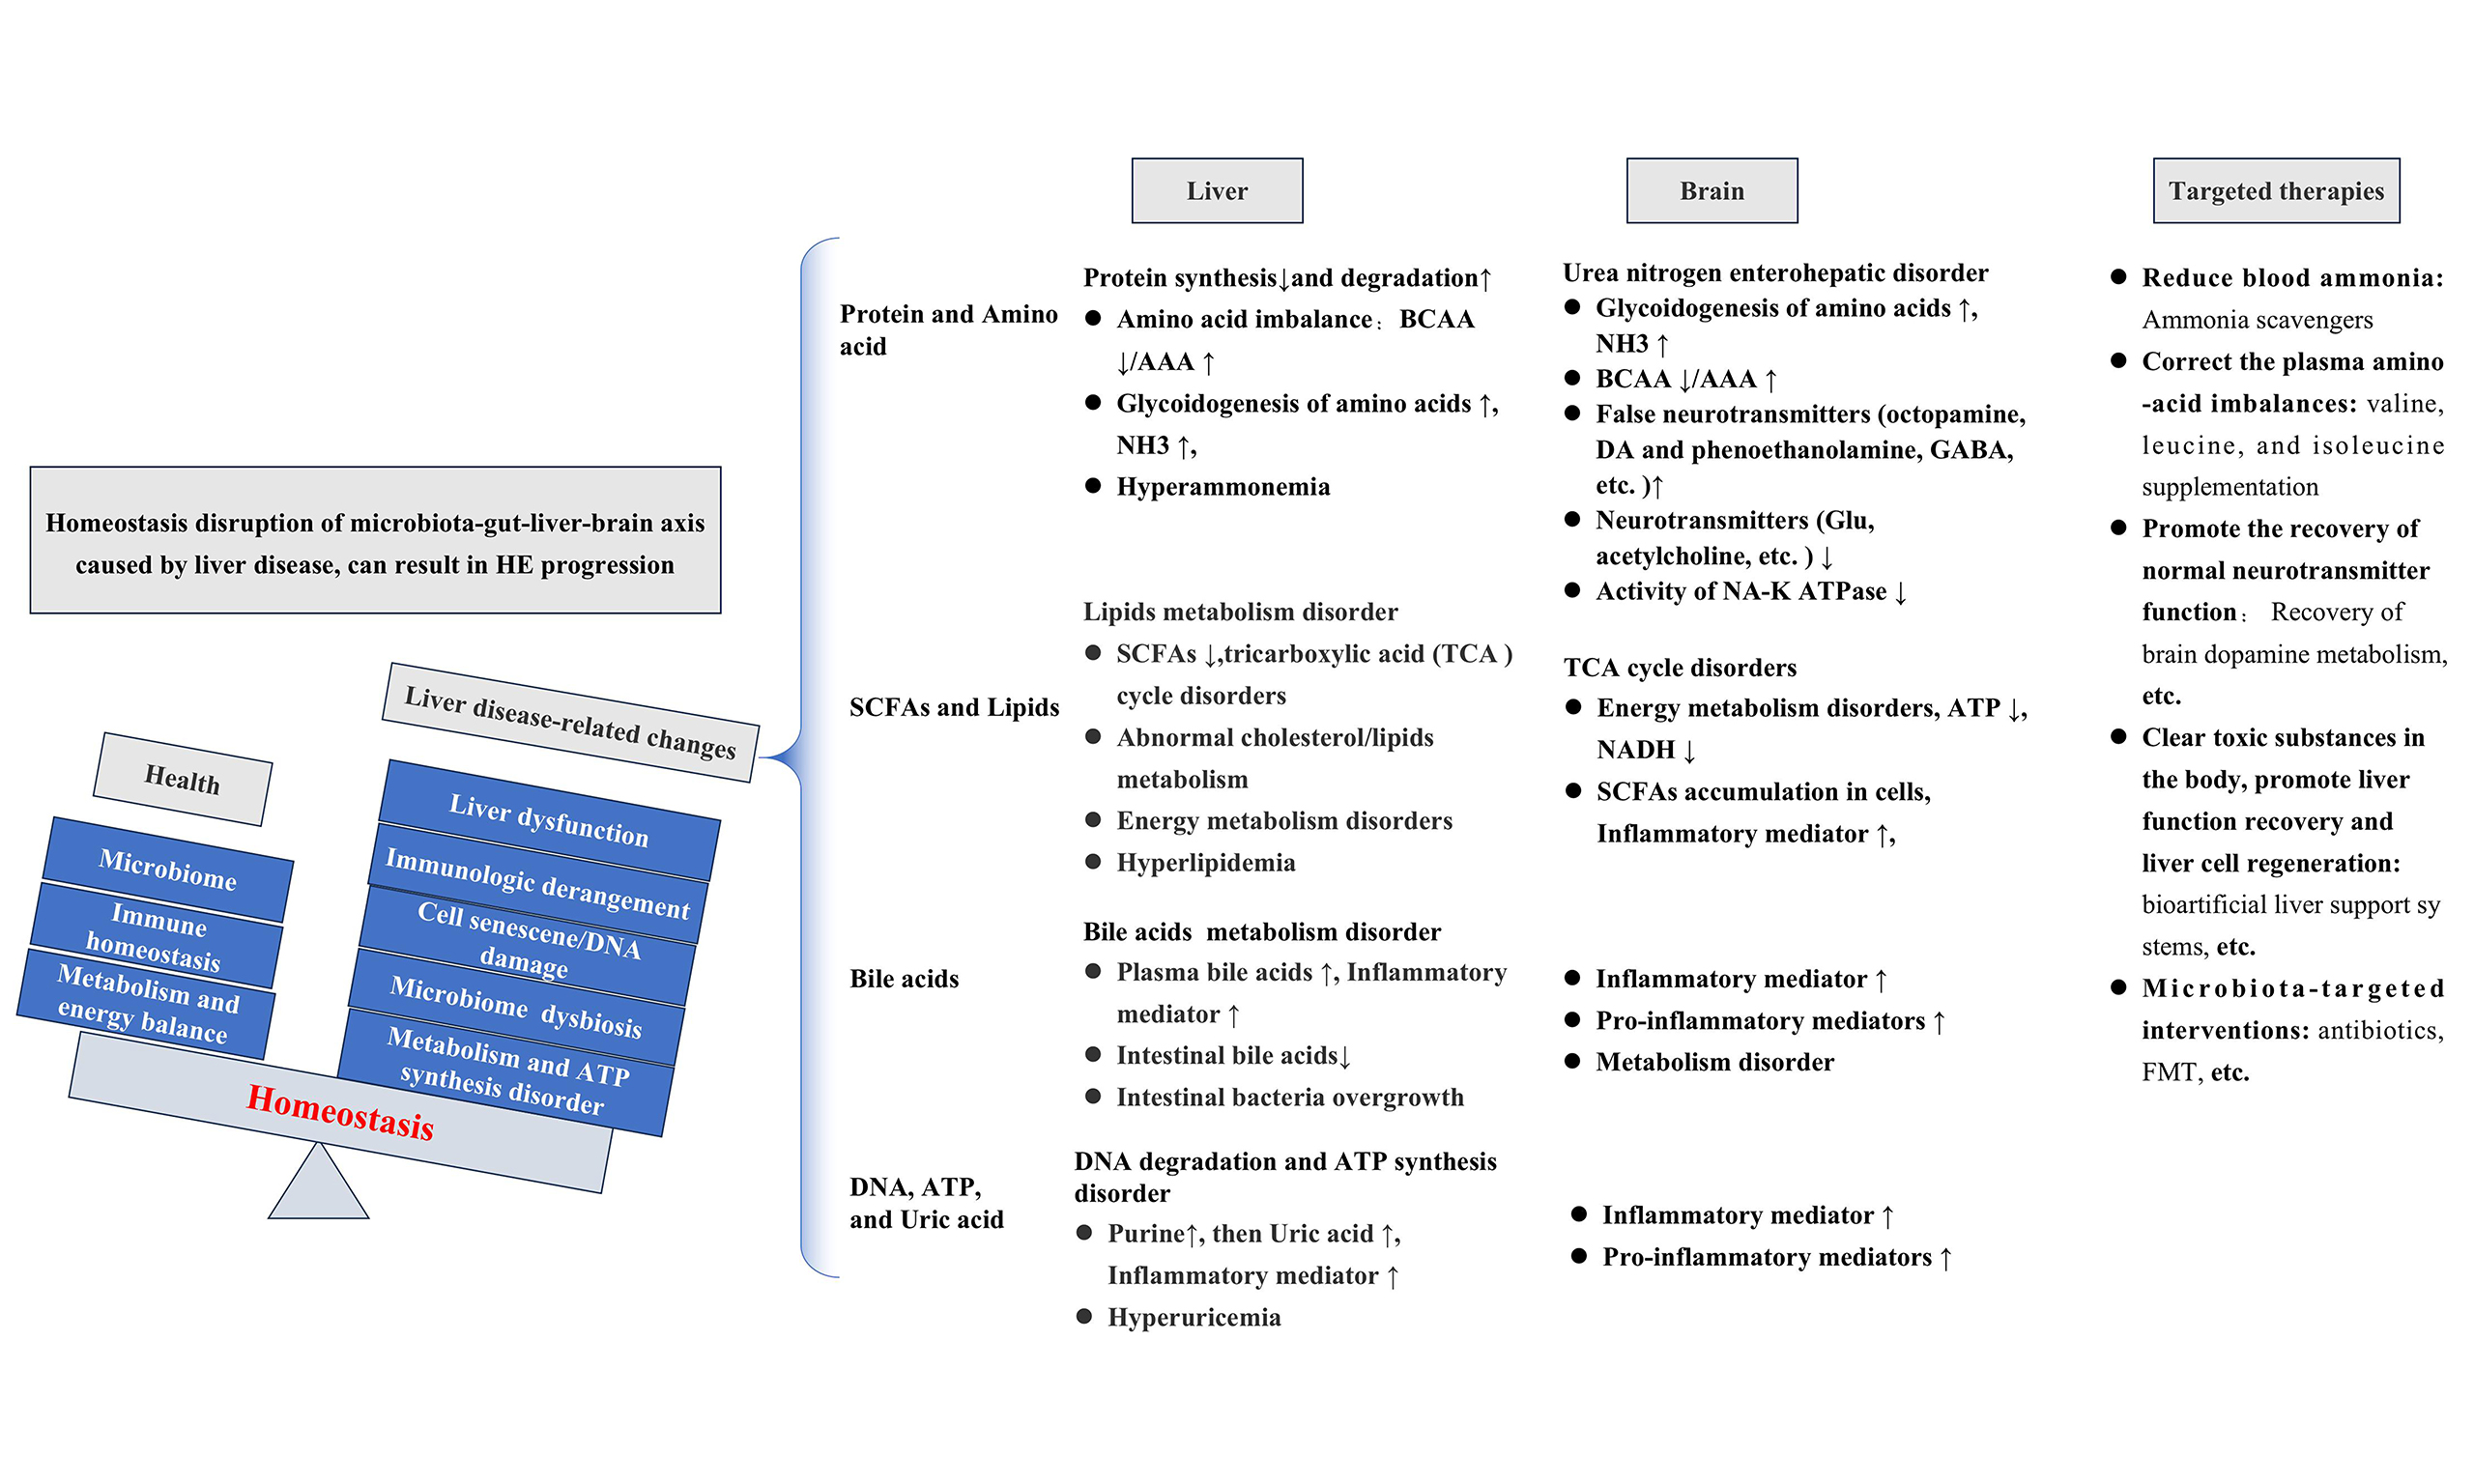 Homeostasis disruption of microbiota-gut-liver-brain axis
caused by liver disease, can result in HE progression
Health
Microbiome
Immune
homeostasis
Metabolism and
energy balance
Liver disease-related changes
Liver dysfunction
Immunologic derangement
Cell senescene/DNA
damage
Microbiome dysbiosis
Metabolism and ATP
synthesis disorder
Homeostasis
Protein and Amino
acid
SCFAs and Lipids
Bile acids
DNA, ATP,
and Uric acid
Liver
Protein synthesis↓and degradation↑
● Amino acid imbalance：BCAA
↓/AAA ↑
● Glycoidogenesis of amino acids ↑,
NH3 ↑,
● Hyperammonemia
Lipids metabolism disorder
● SCFAs ↓,tricarboxylic acid (TCA )
cycle disorders
● Abnormal cholesterol/lipids
metabolism
● Energy metabolism disorders
● Hyperlipidemia
Bile acids metabolism disorder
● Plasma bile acids ↑, Inflammatory
mediator ↑
● Intestinal bile acids↓
● Intestinal bacteria overgrowth
DNA degradation and ATP synthesis
disorder
● Purine↑, then Uric acid ↑,
Inflammatory mediator ↑
● Hyperuricemia
Brain
Urea nitrogen enterohepatic disorder
● Glycoidogenesis of amino acids ↑,
NH3 ↑
● BCAA ↓/AAA ↑
● False neurotransmitters (octopamine,
DA and phenoethanolamine, GABA,
etc. )↑
● Neurotransmitters (Glu,
acetylcholine, etc. ) ↓
● Activity of NA-K ATPase ↓
TCA cycle disorders
● Energy metabolism disorders, ATP ↓,
NADH ↓
● SCFAs accumulation in cells,
Inflammatory mediator ↑,
● Inflammatory mediator ↑
● Pro-inflammatory mediators ↑
● Metabolism disorder
● Inflammatory mediator ↑
● Pro-inflammatory mediators ↑
Targeted therapies
● Reduce blood ammonia:
Ammonia scavengers
● Correct the plasma amino
-acid imbalances: valine,
leucine, and isoleucine
supplementation
● Promote the recovery of
normal neurotransmitter
function： Recovery of
brain dopamine metabolism,
etc.
● Clear toxic substances in
the body, promote liver
function recovery and
liver cell regeneration:
bioartificial liver support sy
stems, etc.
● Microbiota-targeted
interventions: antibiotics,
FMT, etc.